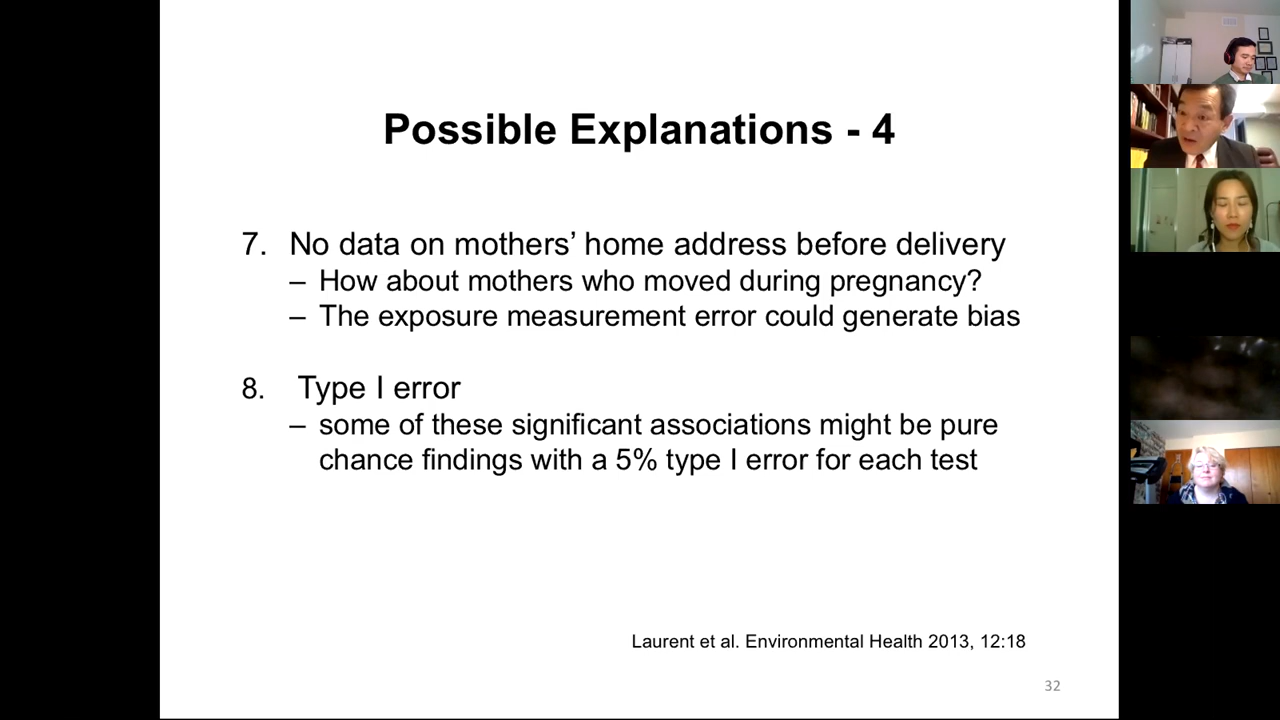 Possible Explanations - 4
7. No data on mothers’ home address before delivery
– How about mothers who moved during pregnancy?
– The exposure measurement error could generate bias
8. Type I error
– some of these significant associations might be pure
chance findings with a 5% type I error for each test
Laurent et al. Environmental Health 2013, 12:18
32